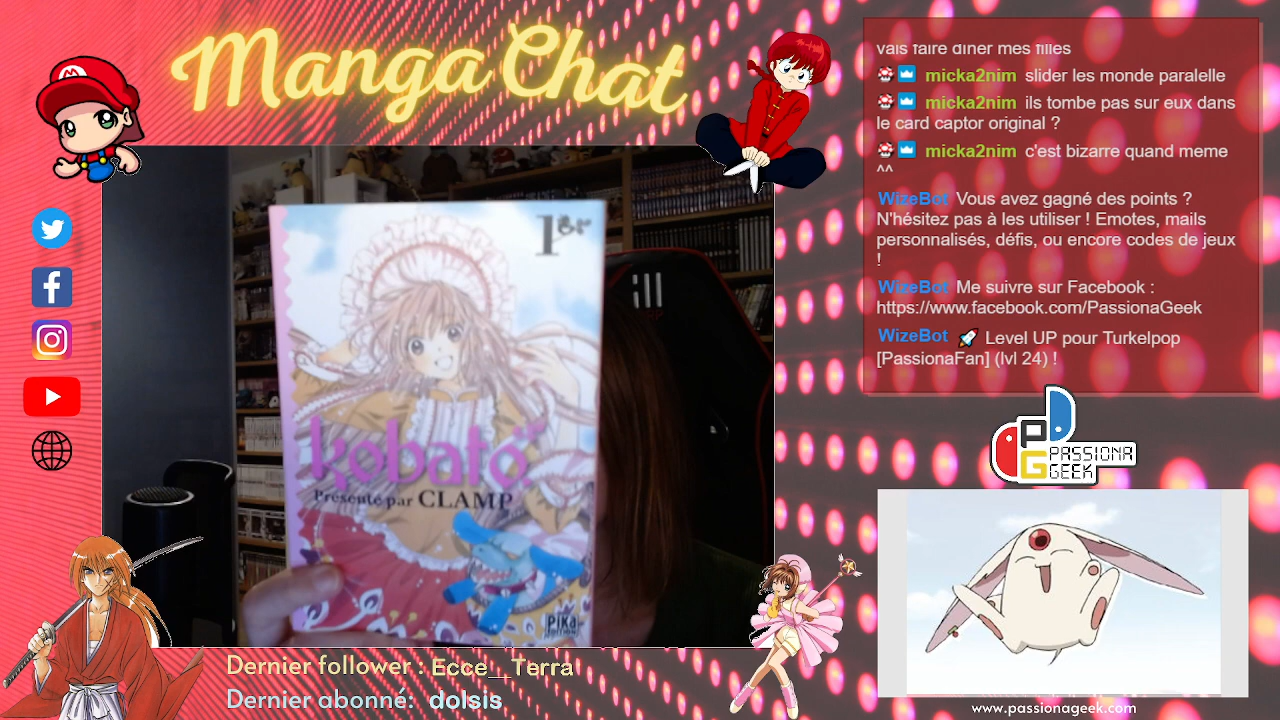 Manga Chat
vais faire diner mes filles
micka2nim slider les monde paralelle
micka2nim ils tombe pas sur eux dans
le card captor original ?
micka2nim c'est bizarre quand meme
^^
WizeBot Vous avez gagné des points ?
N'hésitez pas à les utiliser ! Emotes, mails
personnalisés, défis, ou encore codes de jeux
!
WizeBot Me suivre sur Facebook :
https://www.facebook.com/PassionaGeek
WizeBot 🚀 Level UP pour Turkelpop
[PassionaFan] (lvl 24) !
1
kobato
Présenté par CLAMP
Pika
EDITION
M
PG
PASSIONA
GEEK
Dernier follower : Ecce_Terra
Dernier abonné: dolsis
www.passionageek.com